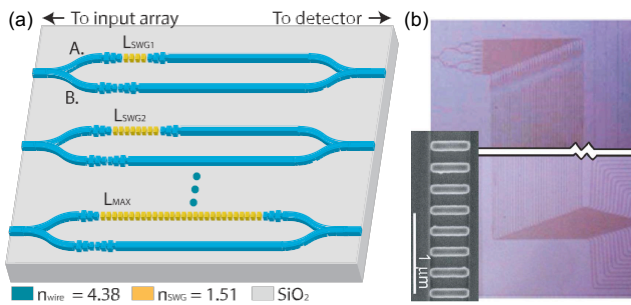 (a) ← To input array To detector → (b)
A. L_SWG1
B.
L_SWG2
L_MAX
1 μm
n_wire = 4.38 n_SWG = 1.51 SiO₂